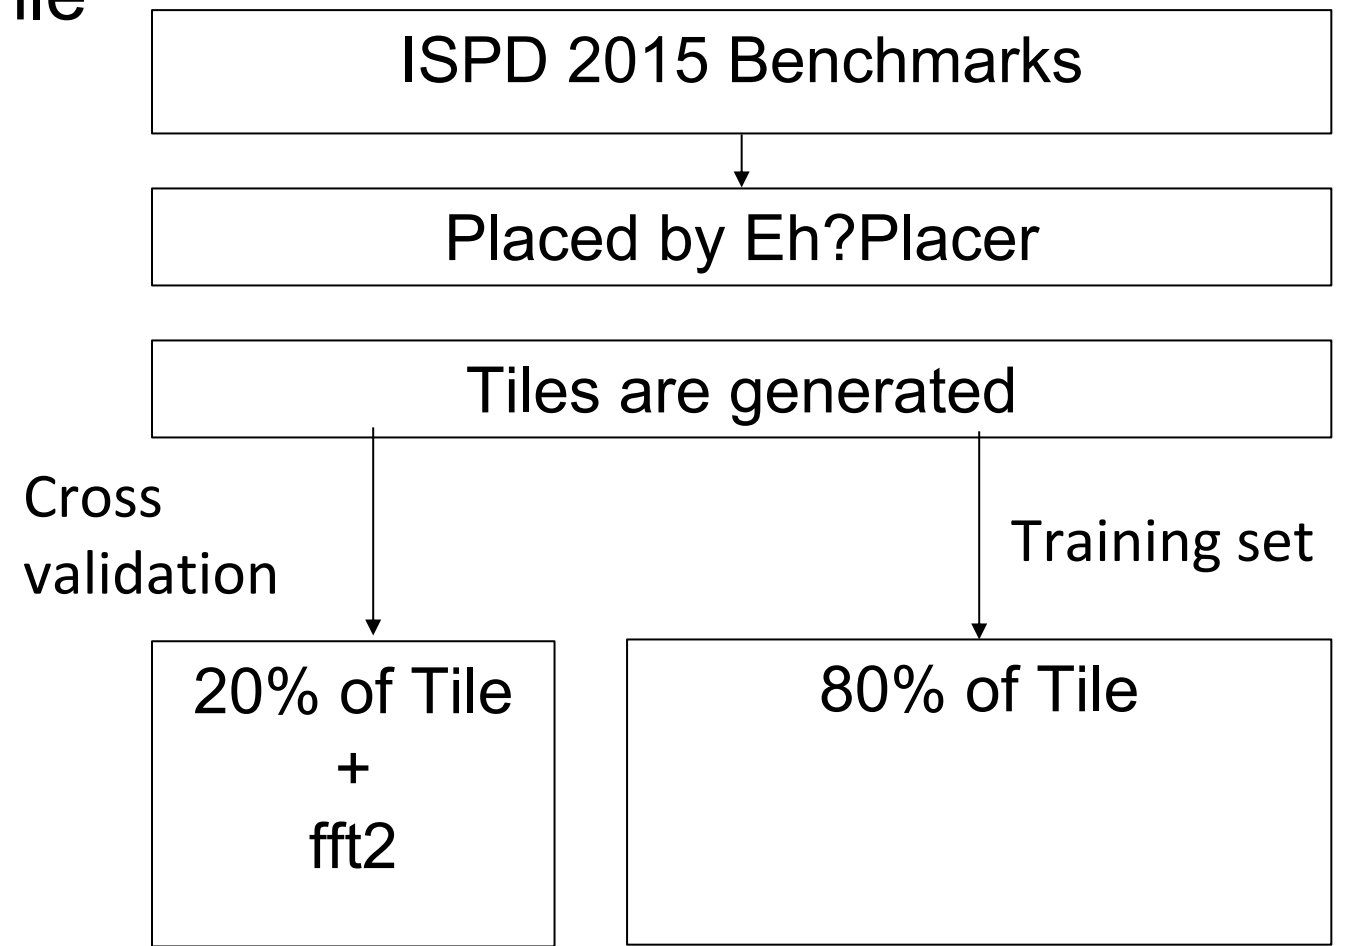 ISPD 2015 Benchmarks
Placed by Eh?Placer
Tiles are generated
Cross
validation
Training set
20% of Tile
+
fft2
80% of Tile